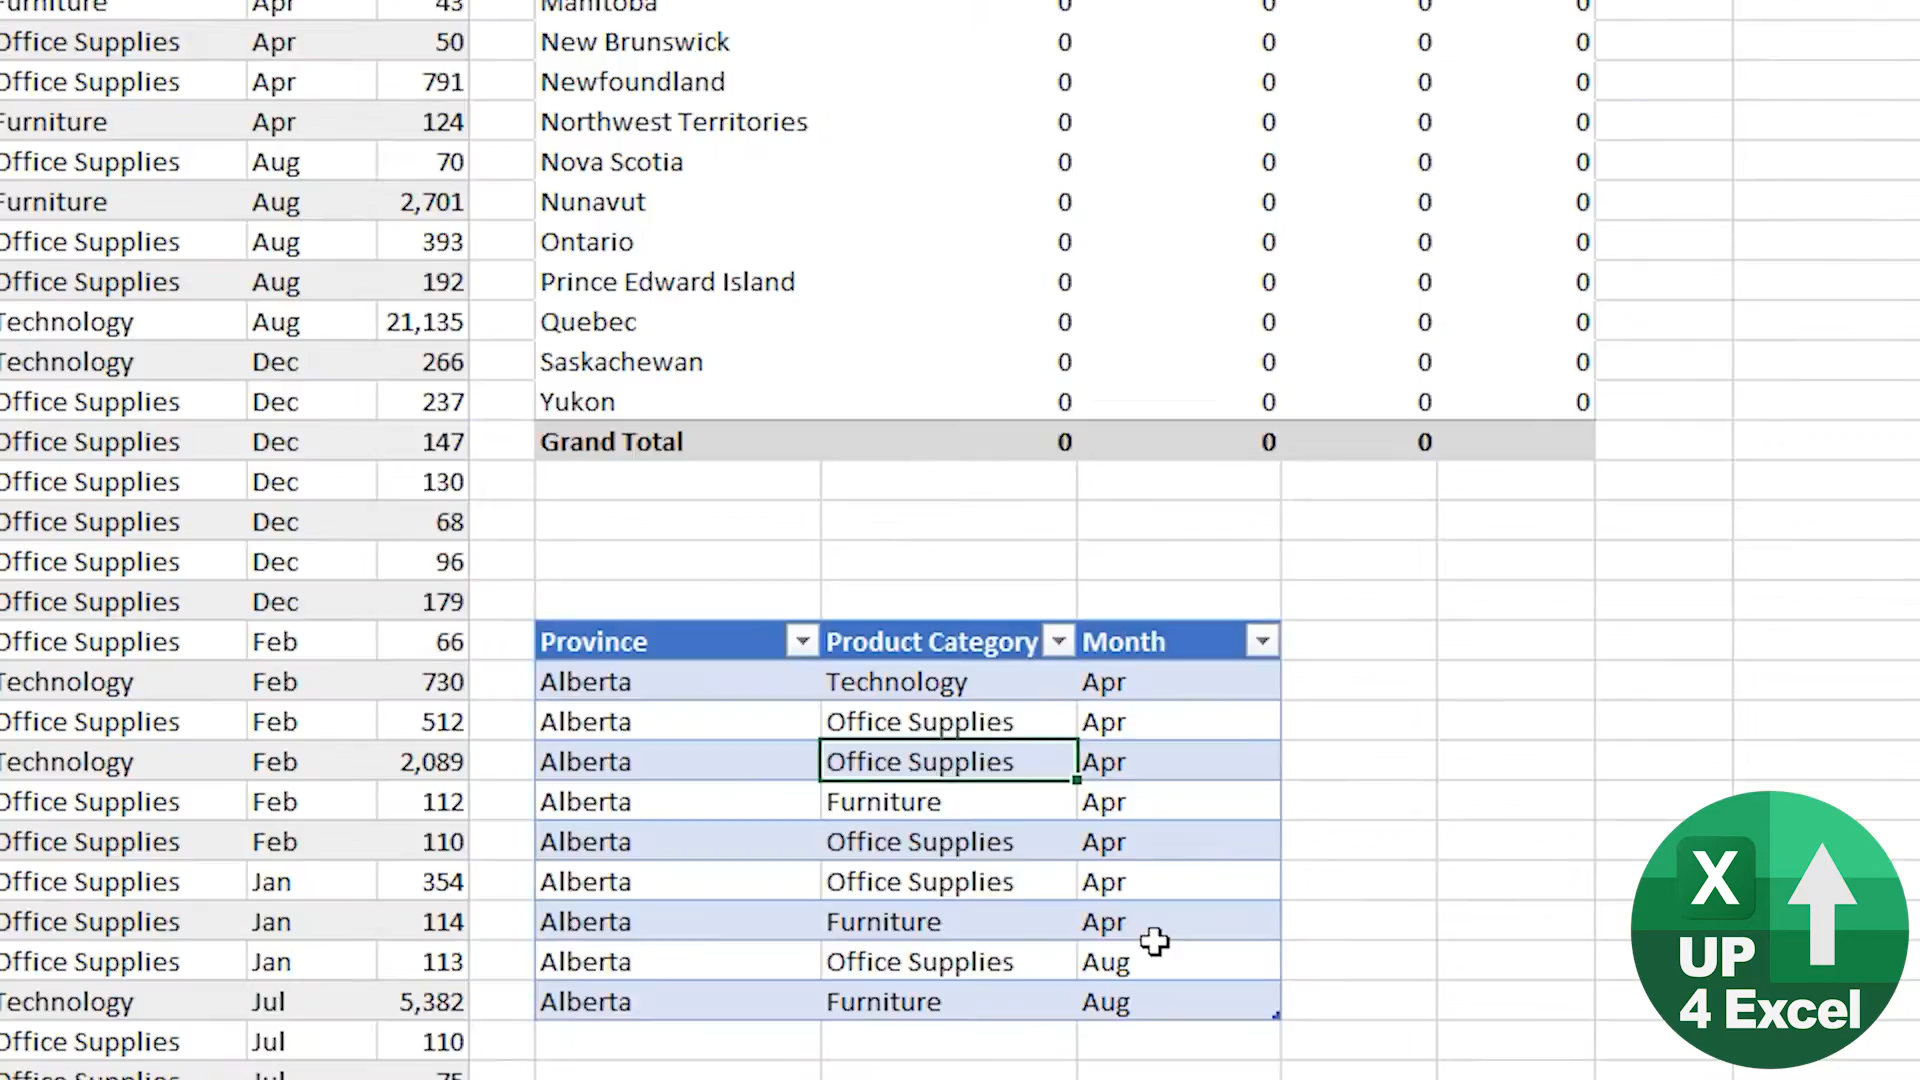 Furniture Apr 43 Manitoba 0 0 0 0
Office Supplies Apr 50 New Brunswick 0 0 0 0
Office Supplies Apr 791 Newfoundland 0 0 0 0
Furniture Apr 124 Northwest Territories 0 0 0 0
Office Supplies Aug 70 Nova Scotia 0 0 0 0
Furniture Aug 2,701 Nunavut 0 0 0 0
Office Supplies Aug 393 Ontario 0 0 0 0
Office Supplies Aug 192 Prince Edward Island 0 0 0 0
Technology Aug 21,135 Quebec 0 0 0 0
Technology Dec 266 Saskachewan 0 0 0 0
Office Supplies Dec 237 Yukon 0 0 0 0
Office Supplies Dec 147 Grand Total 0 0 0
Office Supplies Dec 130
Office Supplies Dec 68
Office Supplies Dec 96
Office Supplies Dec 179
Office Supplies Feb 66 Province Product Category Month
Technology Feb 730 Alberta Technology Apr
Office Supplies Feb 512 Alberta Office Supplies Apr
Technology Feb 2,089 Alberta Office Supplies Apr
Office Supplies Feb 112 Alberta Furniture Apr
Office Supplies Feb 110 Alberta Office Supplies Apr
Office Supplies Jan 354 Alberta Office Supplies Apr
Office Supplies Jan 114 Alberta Furniture Apr
Office Supplies Jan 113 Alberta Office Supplies Aug
Technology Jul 5,382 Alberta Furniture Aug
Office Supplies Jul 110
X
UP
4 Excel